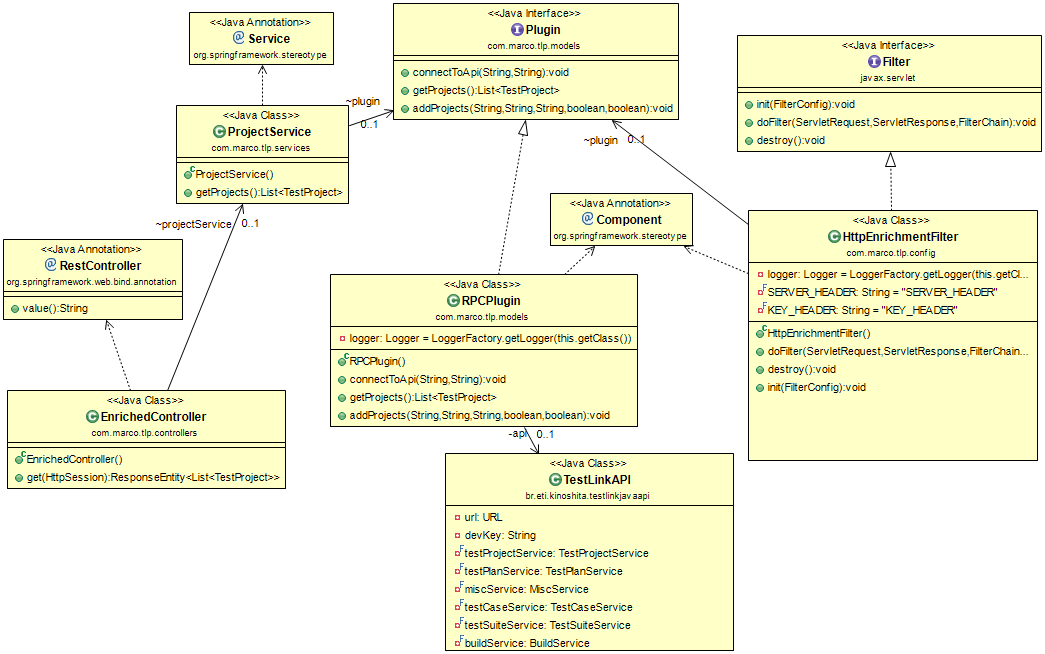 <<Java Annotation>>
Service
org.springframework.stereotype
<<Java Interface>>
Plugin
com.marco.tlp.models
connectToApi(String,String):void
getProjects():List<TestProject>
addProjects(String,String,String,boolean,boolean):void
<<Java Interface>>
Filter
javax.servlet
init(FilterConfig):void
doFilter(ServletRequest,ServletResponse,FilterChain):void
destroy():void
~plugin
0..1
<<Java Class>>
ProjectService
com.marco.tlp.services
ProjectService()
getProjects():List<TestProject>
~plugin
0..1
<<Java Annotation>>
Component
org.springframework.stereotype
~projectService
0..1
<<Java Class>>
HttpEnrichmentFilter
com.marco.tlp.config
logger: Logger = LoggerFactory.getLogger(this.getCl...
SERVER_HEADER: String = "SERVER_HEADER"
KEY_HEADER: String = "KEY_HEADER"
HttpEnrichmentFilter()
doFilter(ServletRequest,ServletResponse,FilterChain...
destroy():void
init(FilterConfig):void
<<Java Annotation>>
RestController
org.springframework.web.bind.annotation
value():String
<<Java Class>>
RPCPlugin
com.marco.tlp.models
logger: Logger = LoggerFactory.getLogger(this.getClass())
RPCPlugin()
connectToApi(String,String):void
getProjects():List<TestProject>
addProjects(String,String,String,boolean,boolean):void
<<Java Class>>
EnrichedController
com.marco.tlp.controllers
EnrichedController()
get(HttpSession):ResponseEntity<List<TestProject>>
-api
0..1
<<Java Class>>
TestLinkAPI
br.eti.kinoshita.testlinkjavaapi
url: URL
devKey: String
testProjectService: TestProjectService
testPlanService: TestPlanService
miscService: MiscService
testCaseService: TestCaseService
testSuiteService: TestSuiteService
buildService: BuildService